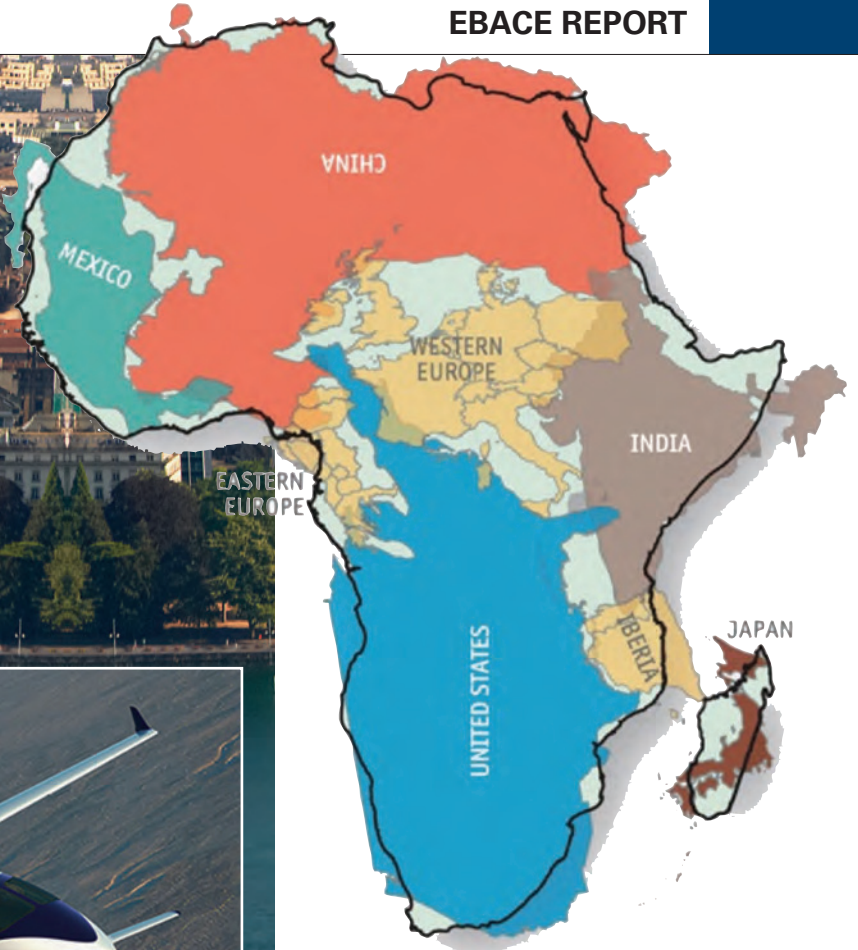 EBACE REPORT
CHINA
MEXICO
WESTERN
EUROPE
INDIA
EASTERN
EUROPE
IBERIA
JAPAN
UNITED STATES